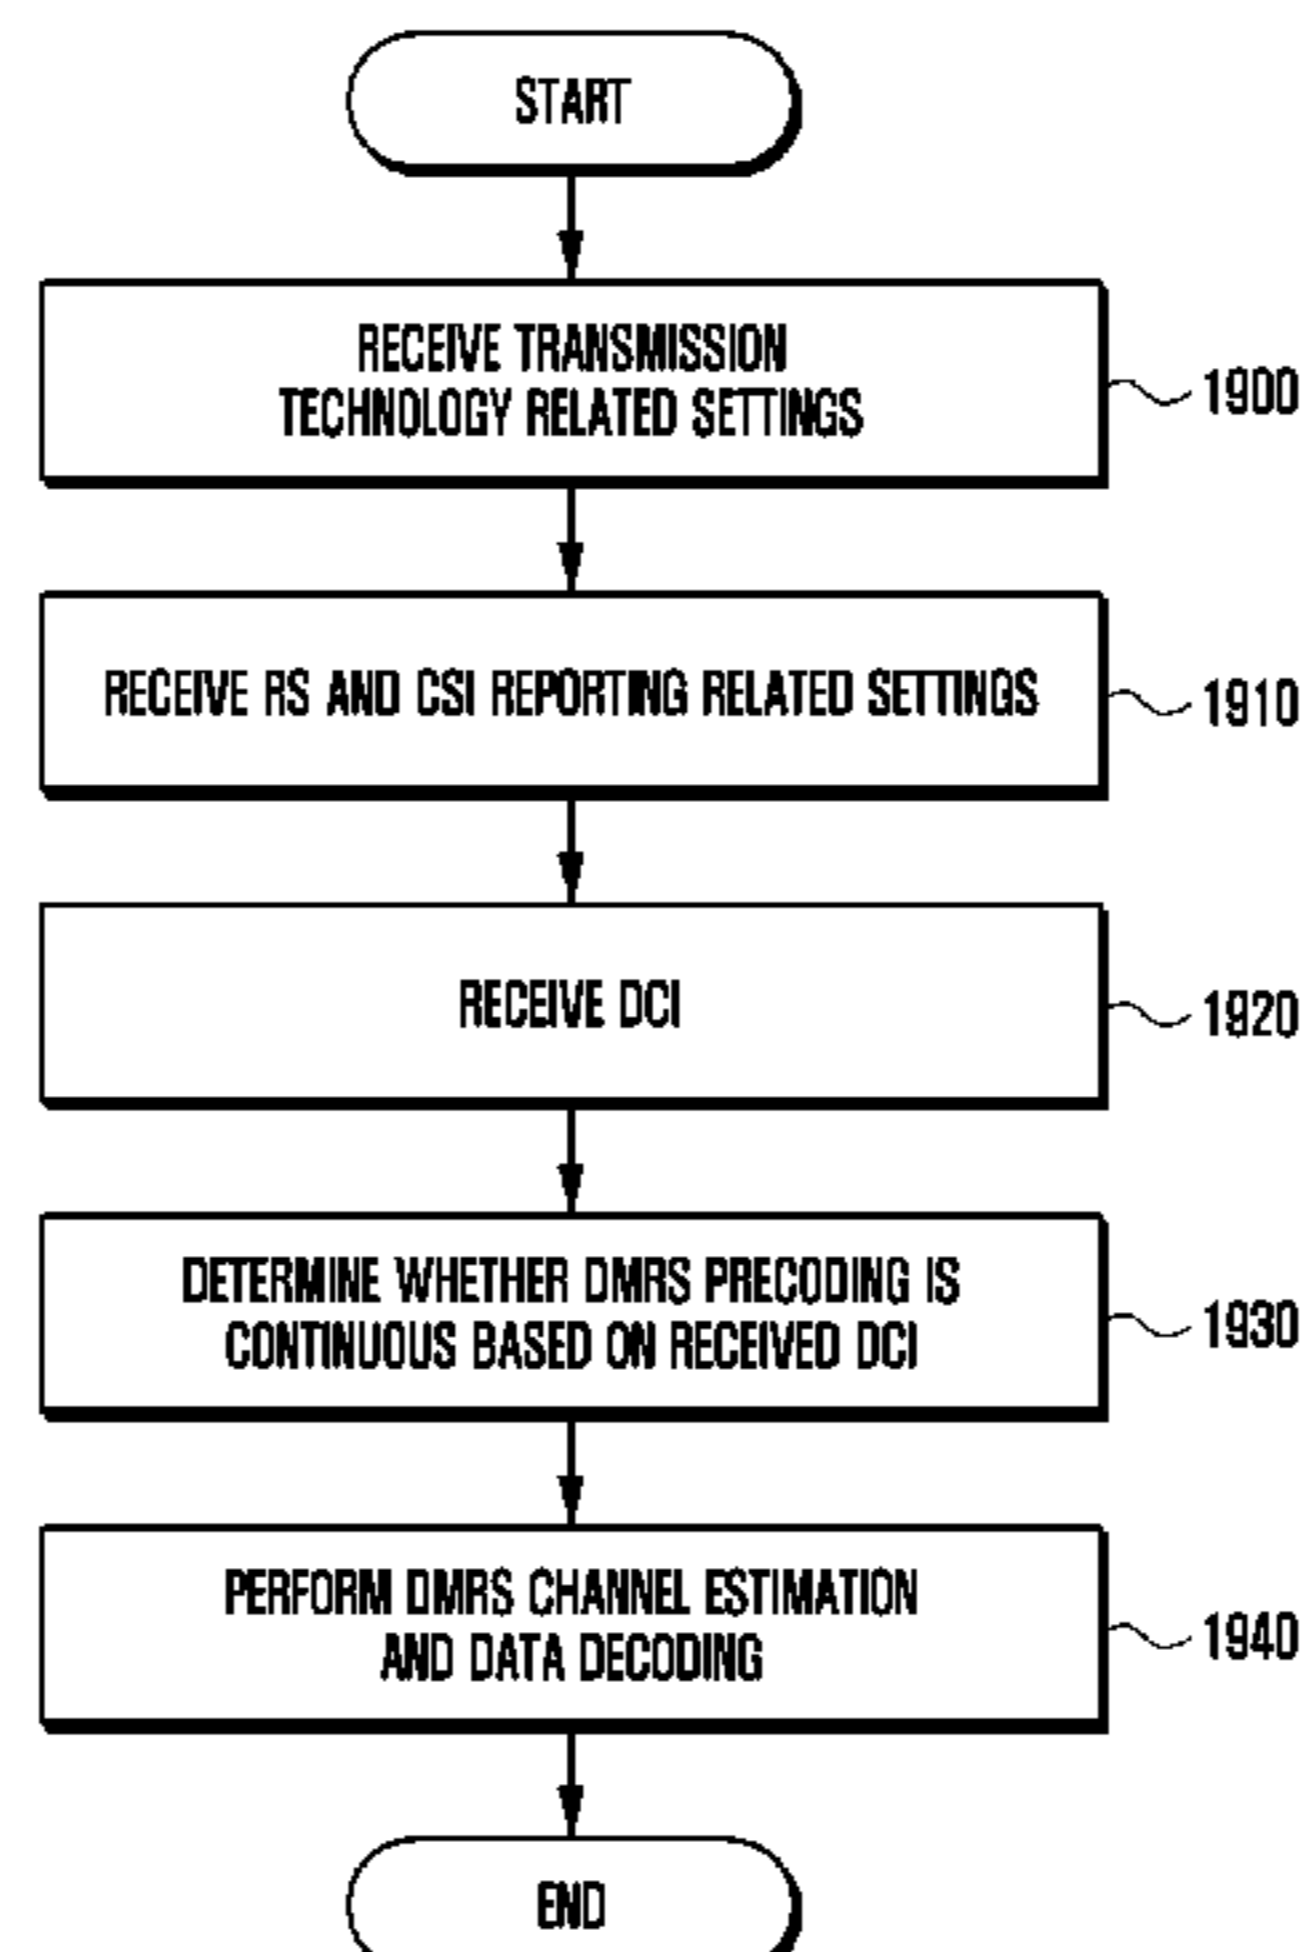 START
RECEIVE TRANSMISSION
TECHNOLOGY RELATED SETTINGS
1900
RECEIVE RS AND CSI REPORTING RELATED SETTINGS
1910
RECEIVE DCI
1920
DETERMINE WHETHER DMRS PRECODING IS
CONTINUOUS BASED ON RECEIVED DCI
1930
PERFORM DMRS CHANNEL ESTIMATION
AND DATA DECODING
1940
END